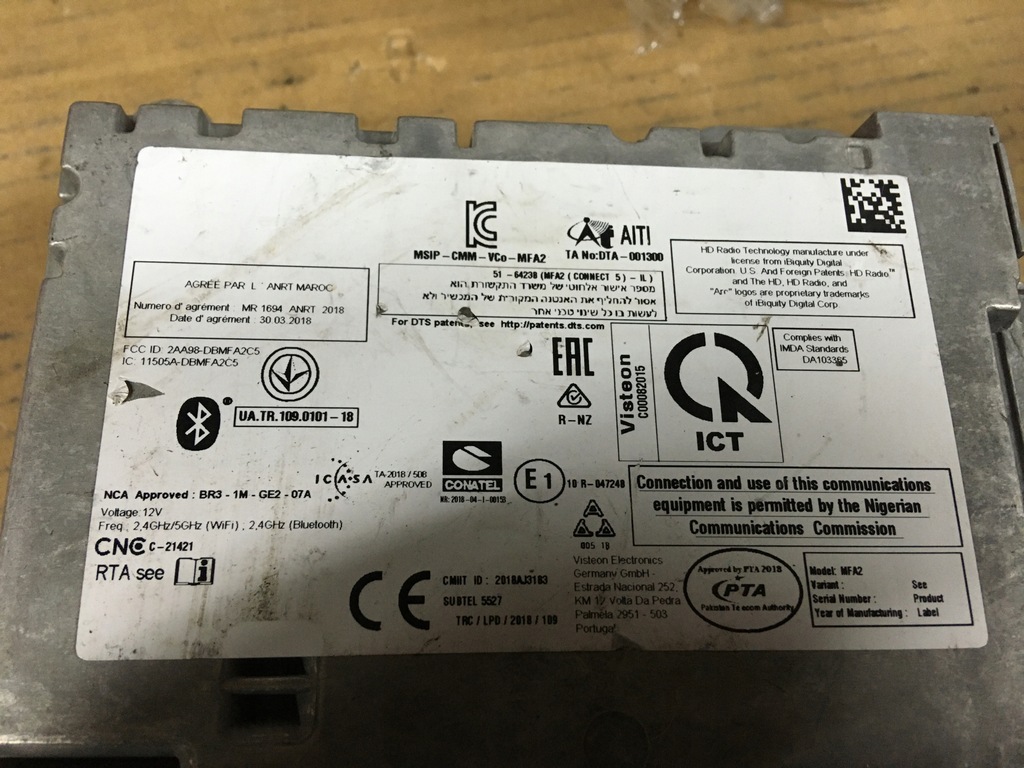 MSIP-CMM-VCo-MFA2
AITI
TA No:DTA-001300
HD Radio Technology manufacture under
license from iBiquity Digital
Corporation. U.S. And Foreign Patents. HD Radio™
and The HD, HD Radio, and
"Arc" logos are proprietary trademarks
of iBiquity Digital Corp.
AGRÉÉ PAR L'ANRT MAROC
Numero d'agrément : MR 1694 ANRT 2018
Date d'agrément : 30.03.2018
51-64238 (MFA2 (CONNECT 5)-IL)
מספר אישור אלחוטי של משרד התקשורת הוא
אסור להחליף את האנטנה המקורית של המכשיר ולא
לעשות בו כל שינוי טכני אחר
For DTS patents, see http://patents.dts.com
FCC ID: 2AA98-DBMFA2C5
IC: 11505A-DBMFA2C5
UA.TR.109.0101-18
EAC
R-NZ
Visteon
C00082015
ICT
Complies with
IMDA Standards
DA103365
NCA Approved: BR3-1M-GE2-07A
Voltage:12V
Freq.: 2,4GHz/5GHz (WiFi), 2,4GHz (Bluetooth)
CNC C-21421
RTA see
ICASA
TA-2018/508
APPROVED
CONATEL
E1
10 R-047248
005 18
Connection and use of this communications
equipment is permitted by the Nigerian
Communications Commission
CE
CMIIT ID: 2018AJ3183
SUBTEL 5527
TRC/LPD/2018/109
Visteon Electronics
Germany GmbH -
Estrada Nacional 252,
KM 12 Volta Da Pedra
Palmela 2951-503
Portugal
Approved by PTA 2018
PTA
Pakistan Telecom Authority
Model: MFA2
Variant: See
Serial Number: Product
Year of Manufacturing: Label